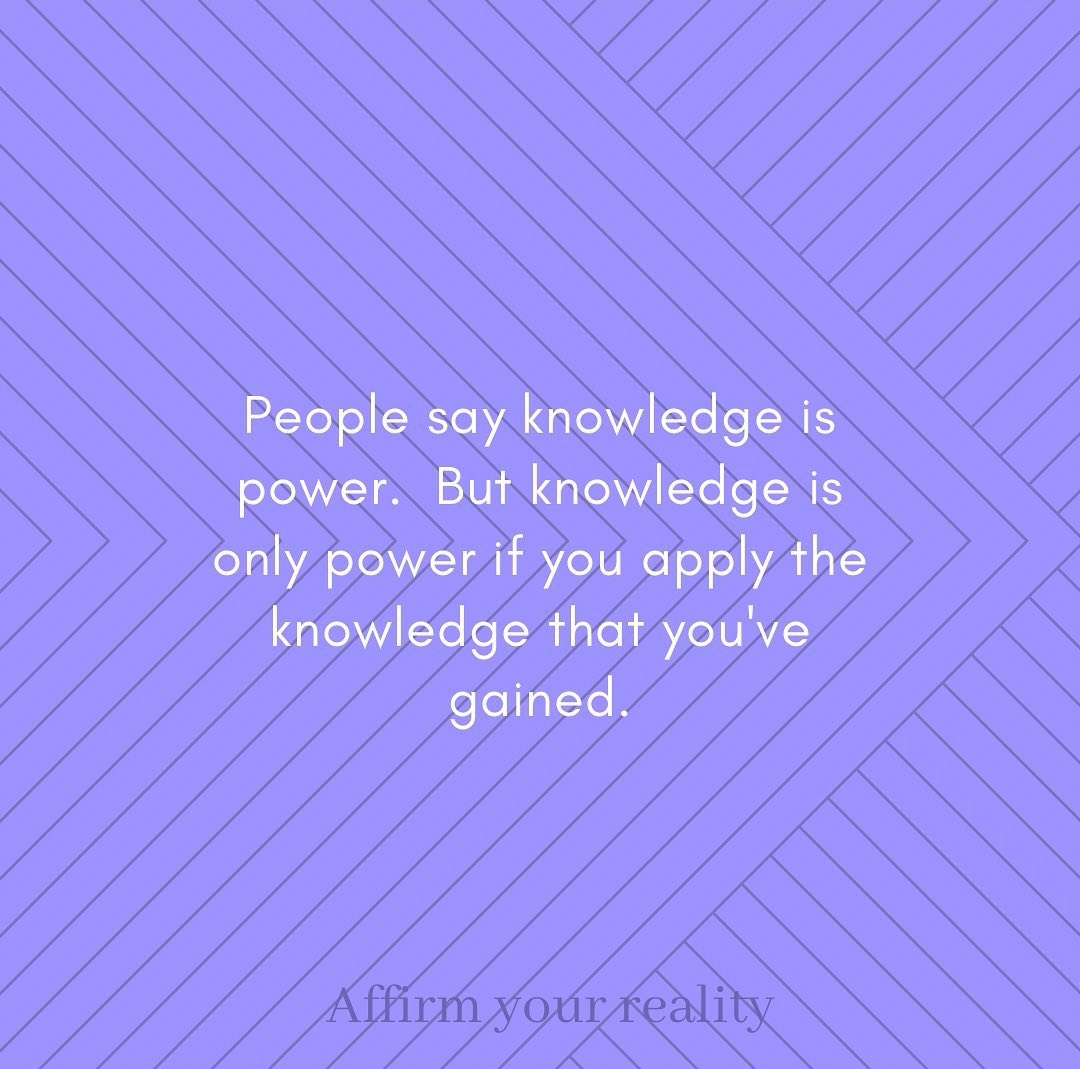 People say knowledge is
power.  But knowledge is
only power if you apply the
knowledge that you've
gained.
Affirm your reality